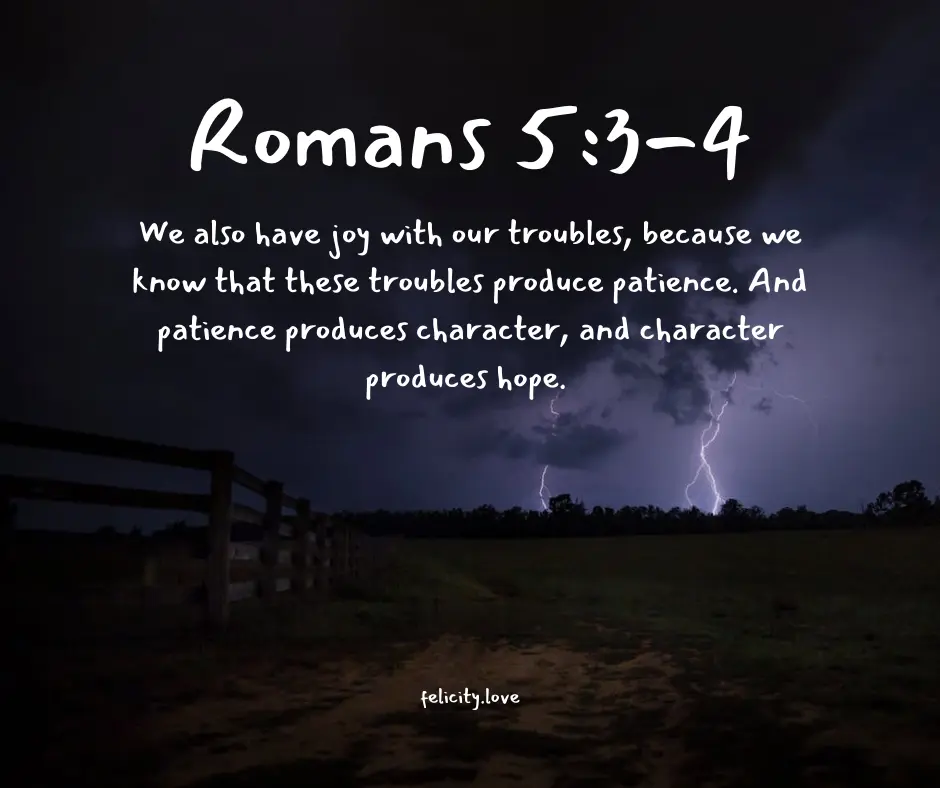 Romans 5:3-4
We also have joy with our troubles, because we
know that these troubles produce patience. And
patience produces character, and character
produces hope.
felicity.love